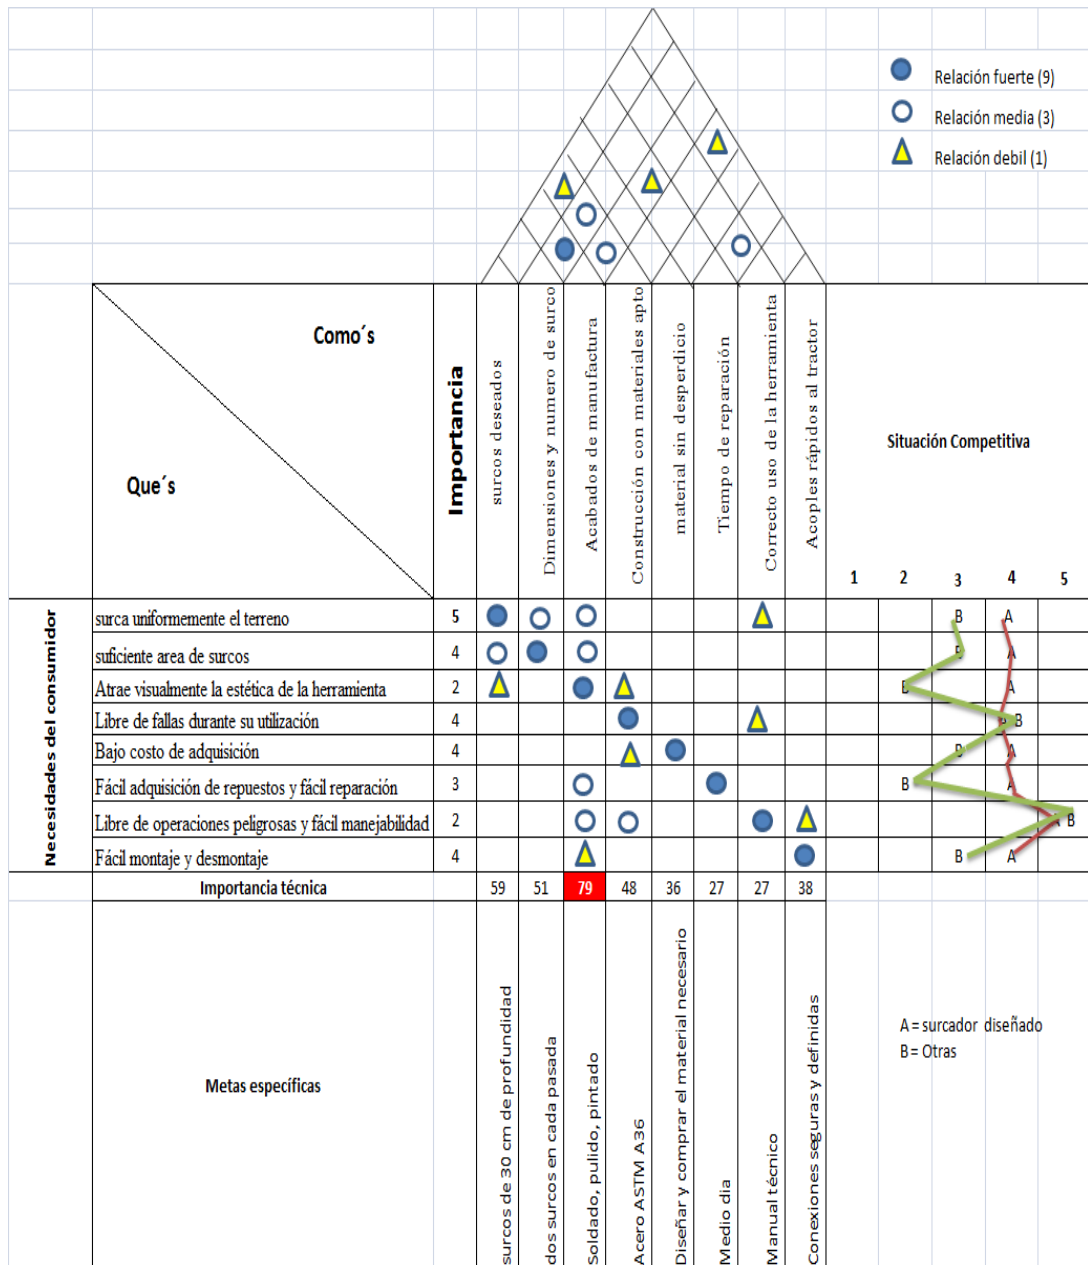 Relación fuerte (9)
Relación media (3)
Relación debil (1)
Como´s
Que´s
Importancia
surcos deseados
Dimensiones y numero de surco
Acabados de manufactura
Construcción con materiales apto
material sin desperdicio
Tiempo de reparación
Correcto uso de la herramienta
Acoples rápidos al tractor
Situación Competitiva
1 2 3 4 5
Necesidades del consumidor
surca uniformemente el terreno 5 B A
suficiente area de surcos 4 B A
Atrae visualmente la estética de la herramienta 2 B A
Libre de fallas durante su utilización 4 A B
Bajo costo de adquisición 4 B A
Fácil adquisición de repuestos y fácil reparación 3 B A
Libre de operaciones peligrosas y fácil manejabilidad 2 A B
Fácil montaje y desmontaje 4 B A
Importancia técnica 59 51 79 48 36 27 27 38
Metas específicas
surcos de 30 cm de profundidad
dos surcos en cada pasada
Soldado, pulido, pintado
Acero ASTM A36
Diseñar y comprar el material necesario
Medio dia
Manual técnico
Conexiones seguras y definidas
A = surcador diseñado
B = Otras